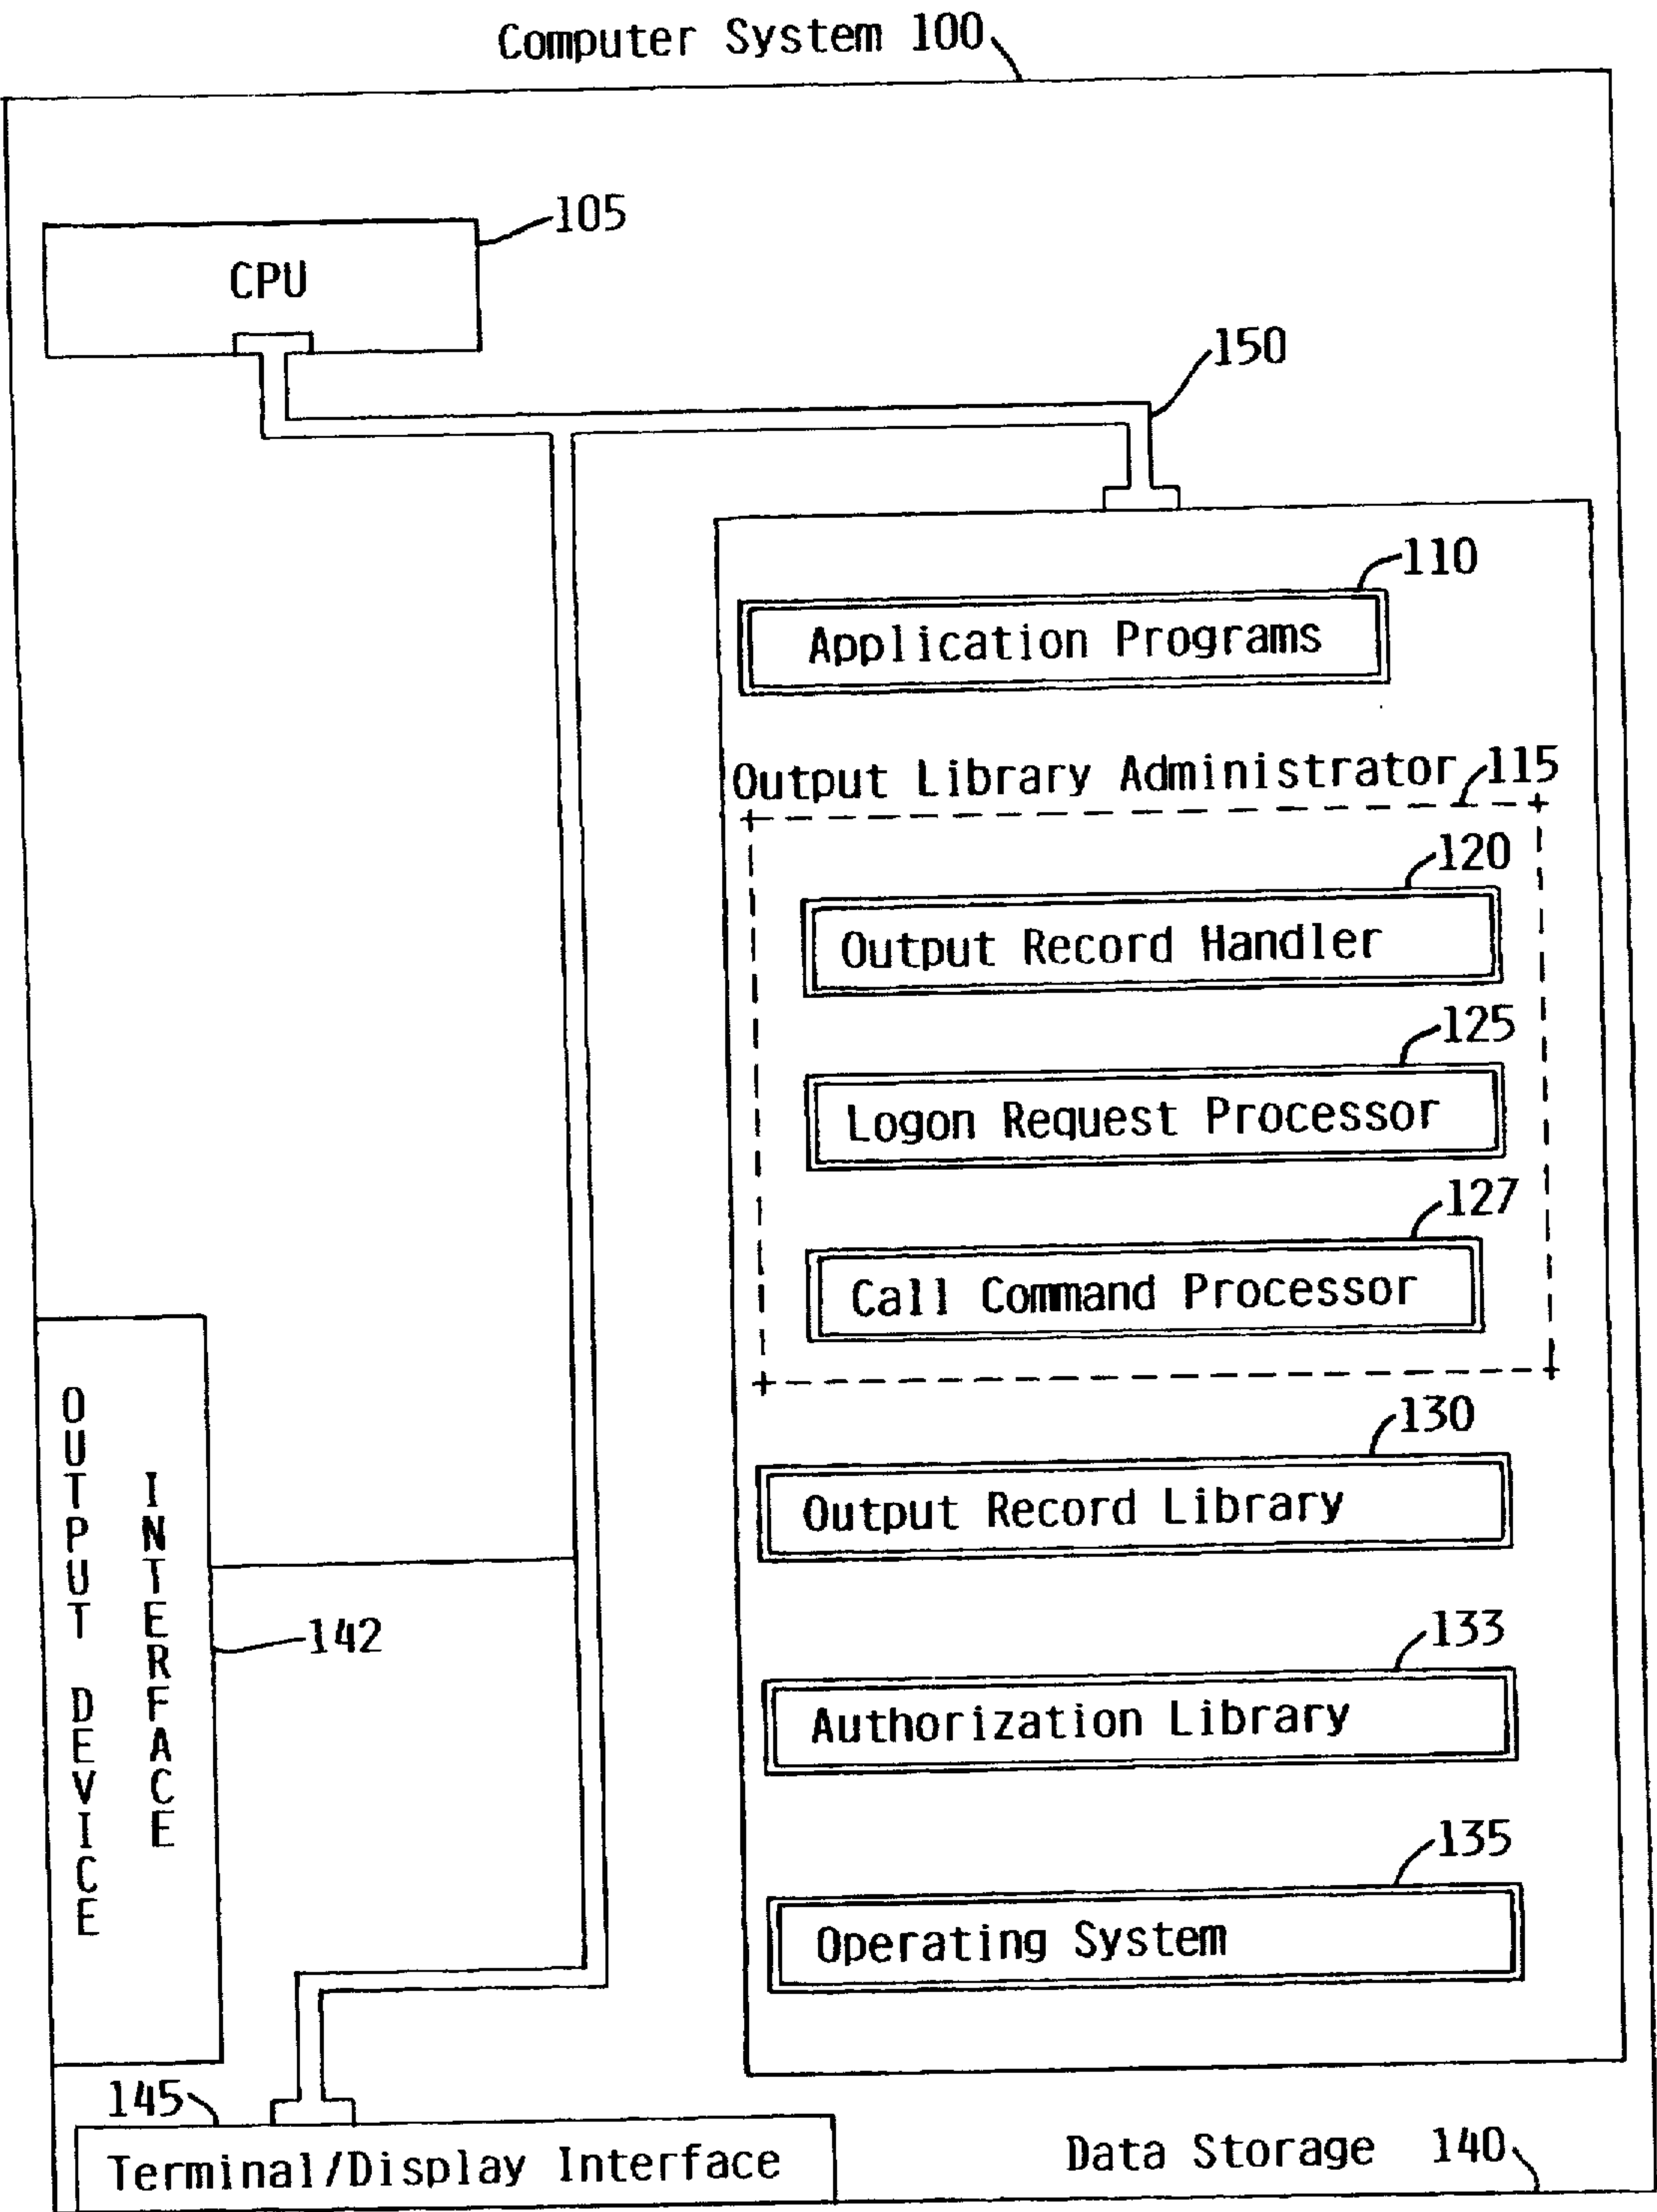 Computer System 100
105
CPU
150
110
Application Programs
Output Library Administrator 115
120
Output Record Handler
125
Logon Request Processor
127
Call Command Processor
130
Output Record Library
OUTPUT DEVICE
INTERFACE
142
133
Authorization Library
135
Operating System
145
Terminal/Display Interface
Data Storage 140